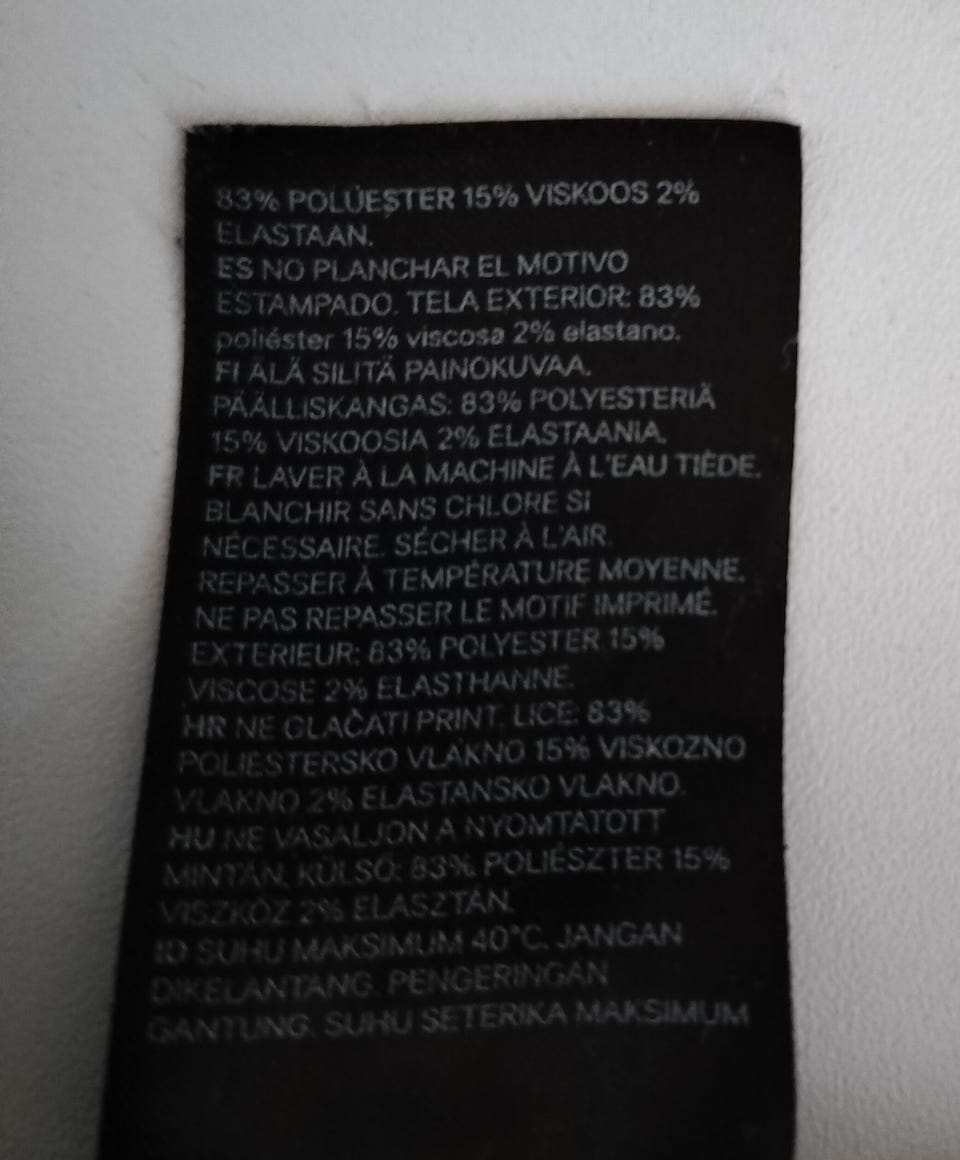 83% POLÜESTER 15% VISKOOS 2%
ELASTAAN.
ES NO PLANCHAR EL MOTIVO
ESTAMPADO. TELA EXTERIOR: 83%
poliéster 15% viscosa 2% elastano.
FI ÄLÄ SILITÄ PAINOKUVAA.
PÄÄLLISKANGAS: 83% POLYESTERIÄ
15% VISKOOSIA 2% ELASTAANIA.
FR LAVER À LA MACHINE À L'EAU TIÈDE.
BLANCHIR SANS CHLORE SI
NÉCESSAIRE. SÉCHER À L'AIR.
REPASSER À TEMPÉRATURE MOYENNE.
NE PAS REPASSER LE MOTIF IMPRIMÉ.
EXTERIEUR: 83% POLYESTER 15%
VISCOSE 2% ELASTHANNE.
HR NE GLAČATI PRINT. LICE: 83%
POLIESTERSKO VLAKNO 15% VISKOZNO
VLAKNO 2% ELASTANSKO VLAKNO.
HU NE VASALJON A NYOMTATOTT
MINTÁN. KÜLSŐ: 83% POLIÉSZTER 15%
VISZKÓZ 2% ELASZTÁN.
ID SUHU MAKSIMUM 40°C. JANGAN
DIKELANTANG. PENGERINGAN
GANTUNG. SUHU SETERIKA MAKSIMUM